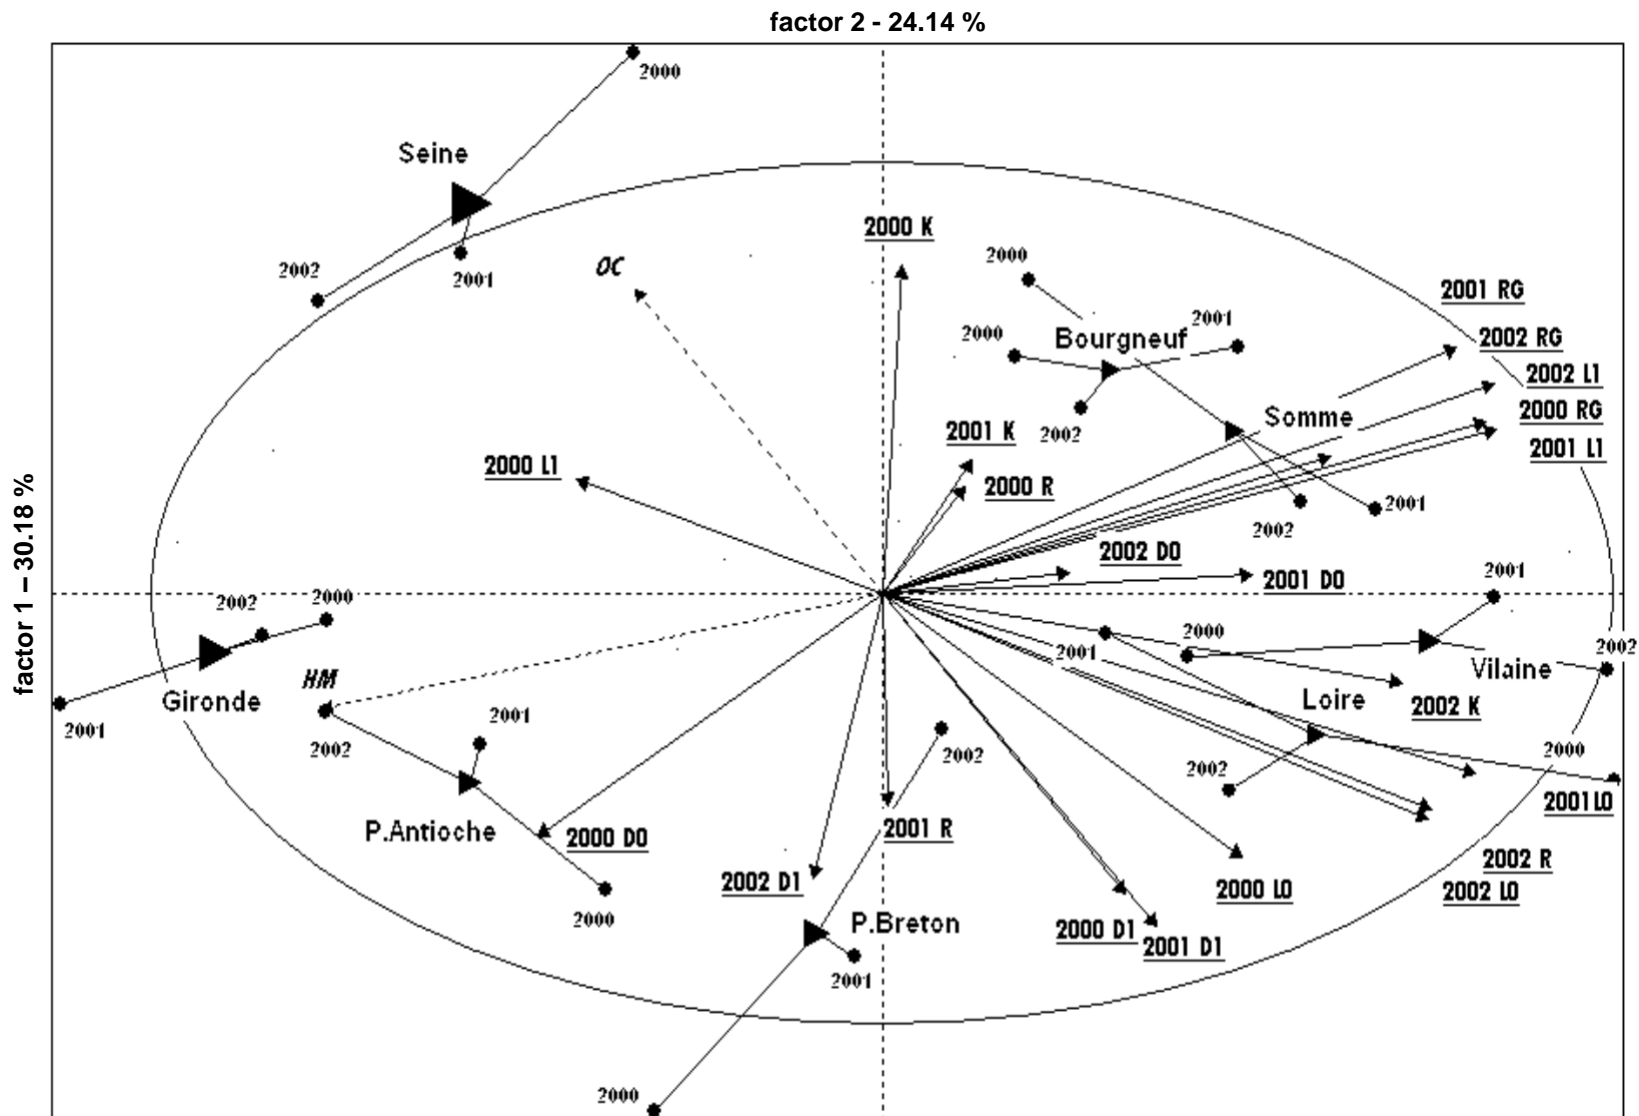 factor 2 - 24.14 %
2000
Seine
2000 K
2000
OC
2002
2001
2001 RG
2001
2000
Bourgneuf
2002 RG
2002 L1
2000 RG
Somme
2002
2001 K
2001 L1
2000 L1
2000 R
2001
2002
factor 1 – 30.18 %
2002 D0
2001 D0
2001
2002
2000
2000
2002
2001
Vilaine
HM
Gironde
Loire
2002 K
2001
2001
2002
2002
2000
2002
2001 L0
P.Antioche
2000 D0
2001 R
2002 R
2002 D1
2000 L0
2002 L0
2000
P.Breton
2000 D1
2001 D1
2001
2000